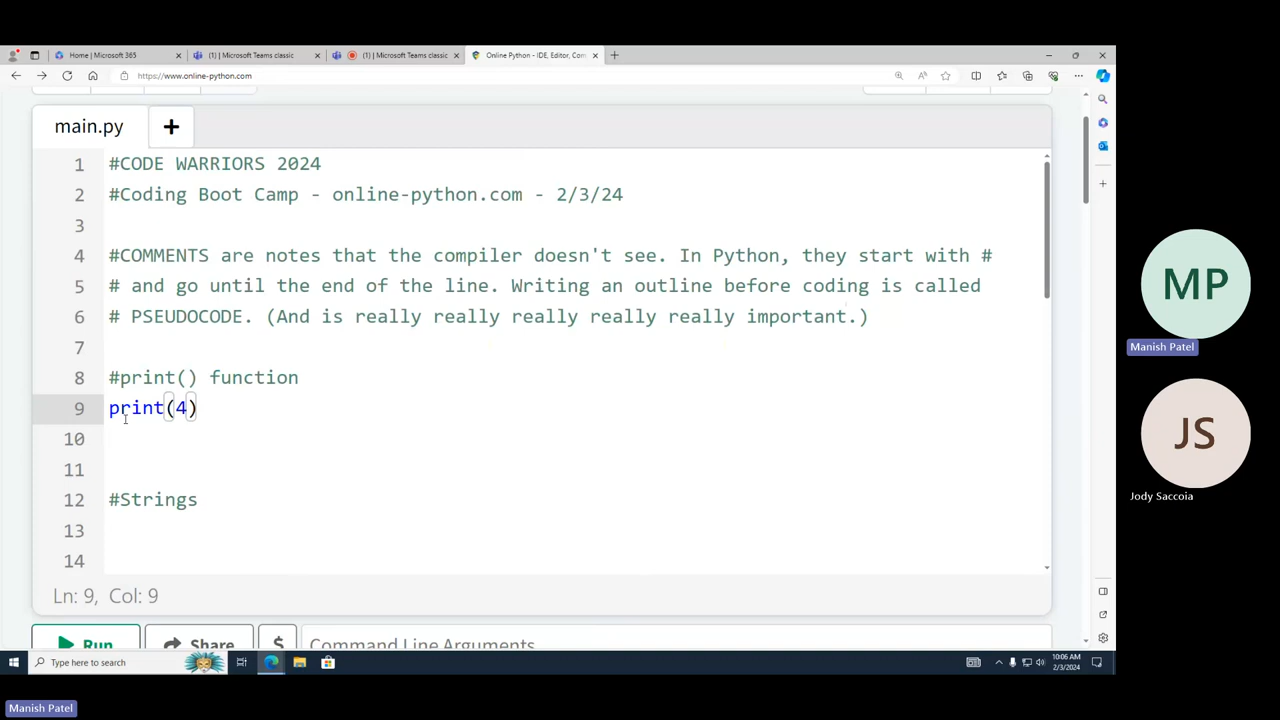 Home | Microsoft 365
(1) | Microsoft Teams classic
(1) | Microsoft Teams classic
Online Python - IDE, Editor, Com
https://www.online-python.com
main.py
+
1 #CODE WARRIORS 2024
2 #Coding Boot Camp - online-python.com - 2/3/24
3
4 #COMMENTS are notes that the compiler doesn't see. In Python, they start with #
5 # and go until the end of the line. Writing an outline before coding is called
6 # PSEUDOCODE. (And is really really really really really important.)
7
8 #print() function
9 print(4)
10
11
12 #Strings
13
14
Ln: 9, Col: 9
Run
Share
$
Command Line Arguments
Type here to search
10:06 AM
2/3/2024
MP
Manish Patel
JS
Jody Saccoia
Manish Patel